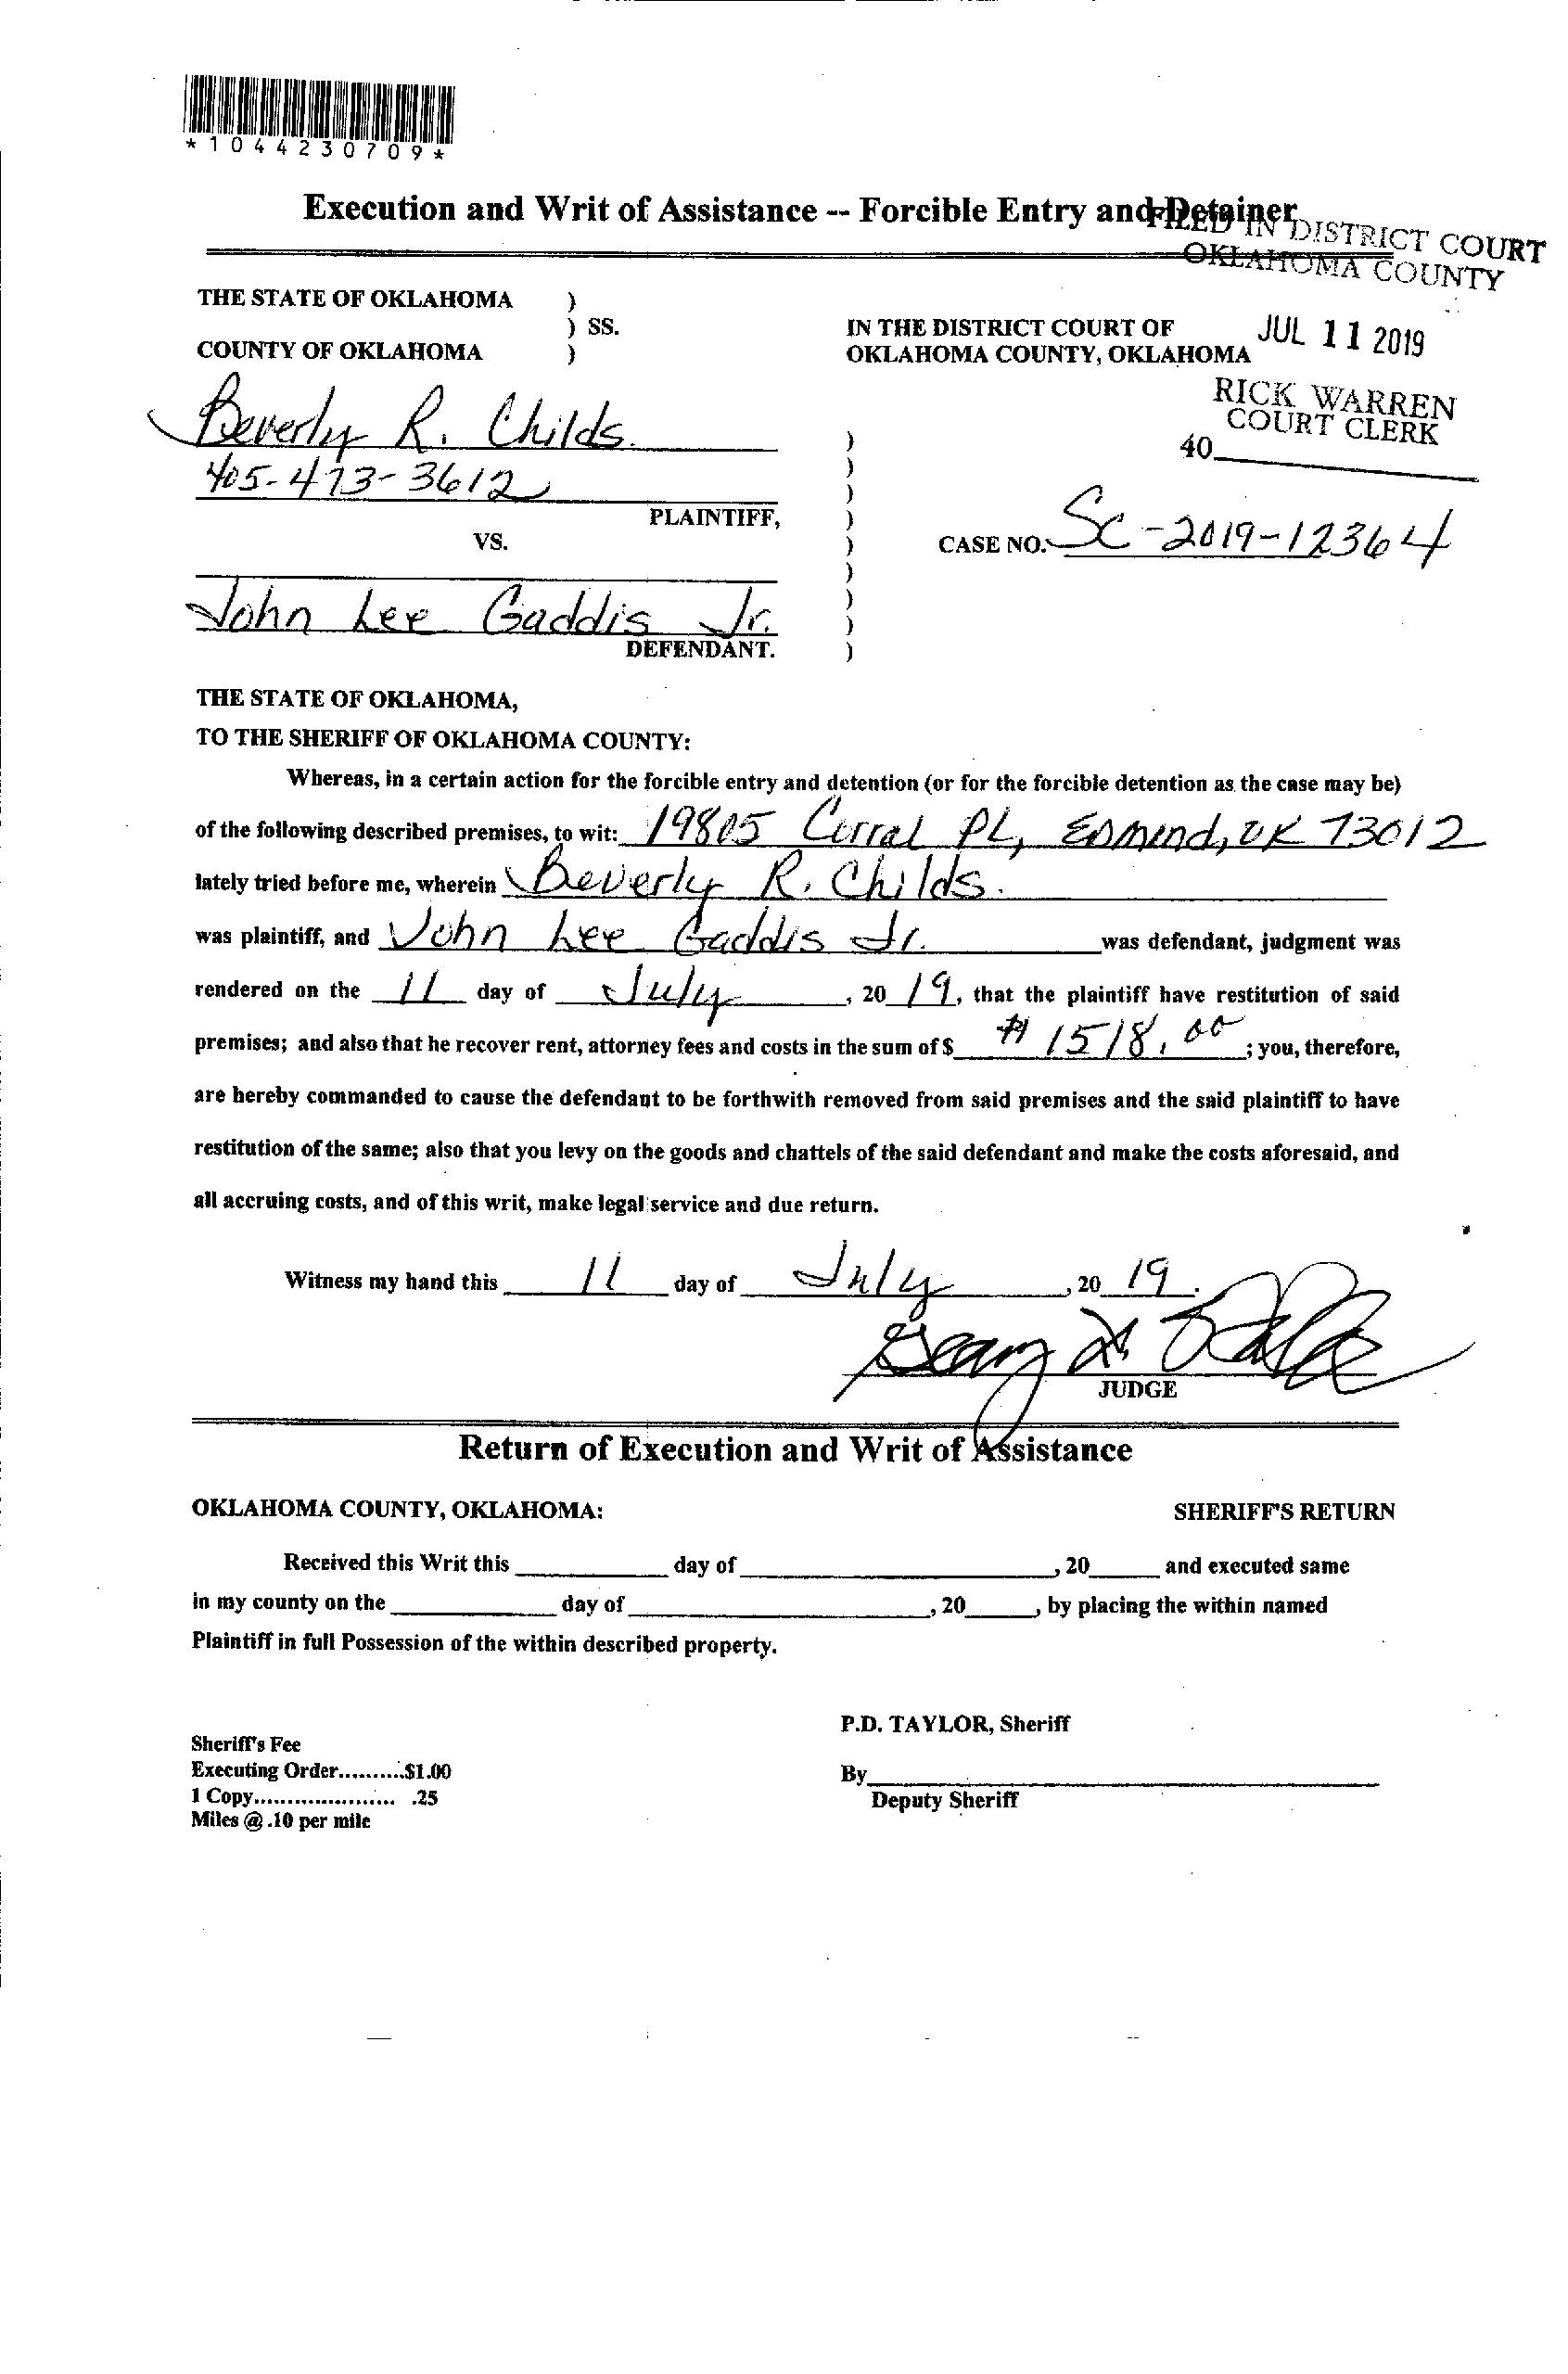 *1044230709*
Execution and Writ of Assistance -- Forcible Entry and Detainer
FILED IN DISTRICT COURT
OKLAHOMA COUNTY
THE STATE OF OKLAHOMA )
) SS.
COUNTY OF OKLAHOMA )
IN THE DISTRICT COURT OF
OKLAHOMA COUNTY, OKLAHOMA
JUL 11 2019
RICK WARREN
COURT CLERK
40
Beverly R. Childs.
405-473-3612
PLAINTIFF,
VS.
CASE NO. SC-2019-12364
John Lee Gaddis Jr.
DEFENDANT.
THE STATE OF OKLAHOMA,
TO THE SHERIFF OF OKLAHOMA COUNTY:
Whereas, in a certain action for the forcible entry and detention (or for the forcible detention as the case may be)
of the following described premises, to wit: 19805 Corral PL, Edmond, OK 73012
lately tried before me, wherein Beverly R. Childs.
was plaintiff, and John Lee Gaddis Jr. was defendant, judgment was
rendered on the 11 day of July, 2019, that the plaintiff have restitution of said
premises; and also that he recover rent, attorney fees and costs in the sum of $ # 1518.00; you, therefore,
are hereby commanded to cause the defendant to be forthwith removed from said premises and the said plaintiff to have
restitution of the same; also that you levy on the goods and chattels of the said defendant and make the costs aforesaid, and
all accruing costs, and of this writ, make legal service and due return.
Witness my hand this 11 day of July, 2019.
JUDGE
Return of Execution and Writ of Assistance
OKLAHOMA COUNTY, OKLAHOMA: SHERIFF'S RETURN
Received this Writ this ____ day of ____, 20____ and executed same
in my county on the ____ day of ____, 20____, by placing the within named
Plaintiff in full Possession of the within described property.
P.D. TAYLOR, Sheriff
Sheriff's Fee
Executing Order..........$1.00
By
1 Copy..................... .25
Deputy Sheriff
Miles @ .10 per mile